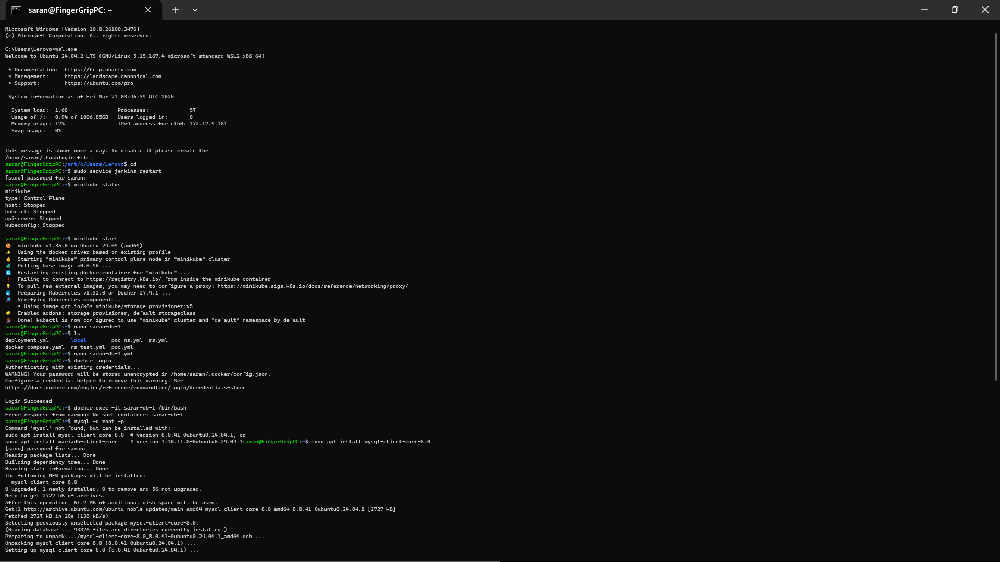 saran@FingerGripPC: ~
Microsoft Windows [Version 10.0.26100.3476]
(c) Microsoft Corporation. All rights reserved.
C:\Users\Lenovo>wsl.exe
Welcome to Ubuntu 24.04.2 LTS (GNU/Linux 5.15.167.4-microsoft-standard-WSL2 x86_64)
* Documentation:  https://help.ubuntu.com
* Management:     https://landscape.canonical.com
* Support:        https://ubuntu.com/pro
System information as of Fri Mar 21 03:46:34 UTC 2025
System load:  1.68                Processes:             57
Usage of /:   0.9% of 1006.85GB   Users logged in:       0
Memory usage: 17%                 IPv4 address for eth0: 172.17.4.181
Swap usage:   0%
This message is shown once a day. To disable it please create the
/home/saran/.hushlogin file.
saran@FingerGripPC:/mnt/c/Users/Lenovo$ cd
saran@FingerGripPC:~$ sudo service jenkins restart
[sudo] password for saran:
saran@FingerGripPC:~$ minikube status
minikube
type: Control Plane
host: Stopped
kubelet: Stopped
apiserver: Stopped
kubeconfig: Stopped
saran@FingerGripPC:~$ minikube start
😄  minikube v1.35.0 on Ubuntu 24.04 (amd64)
✨  Using the docker driver based on existing profile
👍  Starting "minikube" primary control-plane node in "minikube" cluster
🚜  Pulling base image v0.0.46 ...
🔄  Restarting existing docker container for "minikube" ...
❗  Failing to connect to https://registry.k8s.io/ from inside the minikube container
💡  To pull new external images, you may need to configure a proxy: https://minikube.sigs.k8s.io/docs/reference/networking/proxy/
🐳  Preparing Kubernetes v1.32.0 on Docker 27.4.1 ...
🔎  Verifying Kubernetes components...
▪ Using image gcr.io/k8s-minikube/storage-provisioner:v5
🌟  Enabled addons: storage-provisioner, default-storageclass
🏄  Done! kubectl is now configured to use "minikube" cluster and "default" namespace by default
saran@FingerGripPC:~$ nano saran-db-1
saran@FingerGripPC:~$ ls
deployment.yml       local        pod-ns.yml  rs.yml
docker-compose.yaml  ns-test.yml  pod.yml
saran@FingerGripPC:~$ nano saran-db-1.yml
saran@FingerGripPC:~$ docker login
Authenticating with existing credentials...
WARNING! Your password will be stored unencrypted in /home/saran/.docker/config.json.
Configure a credential helper to remove this warning. See
https://docs.docker.com/engine/reference/commandline/login/#credentials-store
Login Succeeded
saran@FingerGripPC:~$ docker exec -it saran-db-1 /bin/bash
Error response from daemon: No such container: saran-db-1
saran@FingerGripPC:~$ mysql -u root -p
Command 'mysql' not found, but can be installed with:
sudo apt install mysql-client-core-8.0  # version 8.0.41-0ubuntu0.24.04.1, or
sudo apt install mariadb-client-core    # version 1:10.11.8-0ubuntu0.24.04.1saran@FingerGripPC:~$ sudo apt install mysql-client-core-8.0
[sudo] password for saran:
Reading package lists... Done
Building dependency tree... Done
Reading state information... Done
The following NEW packages will be installed:
mysql-client-core-8.0
0 upgraded, 1 newly installed, 0 to remove and 56 not upgraded.
Need to get 2727 kB of archives.
After this operation, 61.7 MB of additional disk space will be used.
Get:1 http://archive.ubuntu.com/ubuntu noble-updates/main amd64 mysql-client-core-8.0 amd64 8.0.41-0ubuntu0.24.04.1 [2727 kB]
Fetched 2727 kB in 20s (138 kB/s)
Selecting previously unselected package mysql-client-core-8.0.
(Reading database ... 43876 files and directories currently installed.)
Preparing to unpack .../mysql-client-core-8.0_8.0.41-0ubuntu0.24.04.1_amd64.deb ...
Unpacking mysql-client-core-8.0 (8.0.41-0ubuntu0.24.04.1) ...
Setting up mysql-client-core-8.0 (8.0.41-0ubuntu0.24.04.1) ...